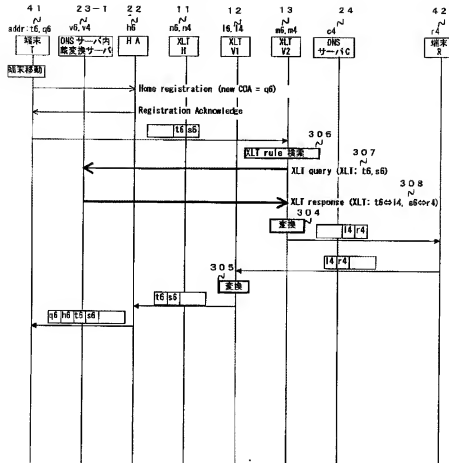 41 23-1 22 11 12 13 24 42
addr:t6,q6 v6,v4 h6 n6,n4 l6,l4 m6,m4 c4 r4
端末 T
DNSサーバ内 蔵変換サーバ
HA
XLT H
XLT V1
XLT V2
DNS サーバC
端末 R
端末移動
Home registration (new COA = q6)
Registration Acknowledge
t6 s6
306
XLT rule 検索
307
XLT query (XLT: t6,s6)
308
XLT response (XLT: t6⇔l4, s6⇔r4)
304
変換
l4 r4
l4 r4
305
変換
t6 s6
q6 h6 t6 s6